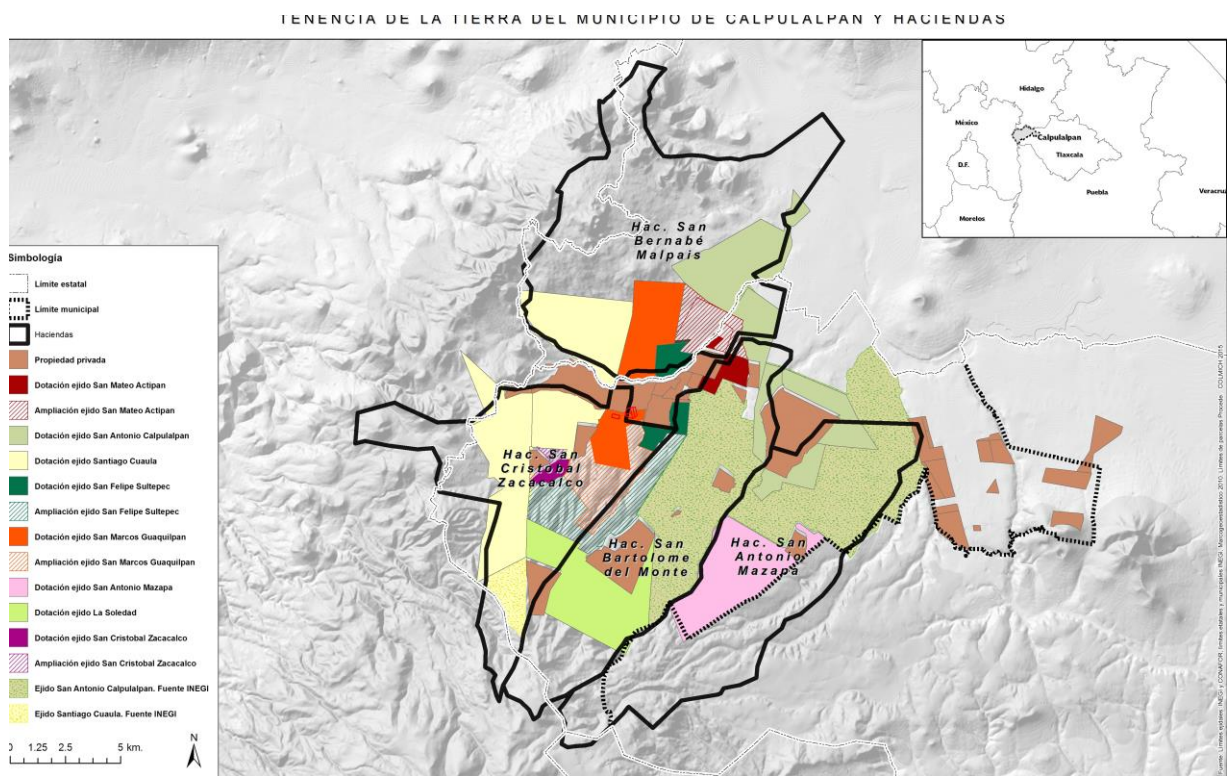 TENENCIA DE LA TIERRA DEL MUNICIPIO DE CALPULALPAN Y HACIENDAS
Hidalgo
México
Calpulalpan
Tlaxcala
D.F.
Puebla
Veracruz
Morelos
Hac. San
Bernabé
Malpais
Hac. San
Cristobal
Zacacalco
Hac. San
Bartolome
del Monte
Hac. San
Antonio
Mazapa
Simbología
Límite estatal
Límite municipal
Haciendas
Propiedad privada
Dotación ejido San Mateo Actipan
Ampliación ejido San Mateo Actipan
Dotación ejido San Antonio Calpulalpan
Dotación ejido Santiago Cuaula
Dotación ejido San Felipe Sultepec
Ampliación ejido San Felipe Sultepec
Dotación ejido San Marcos Guaquilpan
Ampliación ejido San Marcos Guaquilpan
Dotación ejido San Antonio Mazapa
Dotación ejido La Soledad
Dotación ejido San Cristobal Zacacalco
Ampliación ejido San Cristobal Zacacalco
Ejido San Antonio Calpulalpan. Fuente INEGI
Ejido Santiago Cuaula. Fuente INEGI
0 1.25 2.5 5 km.
N